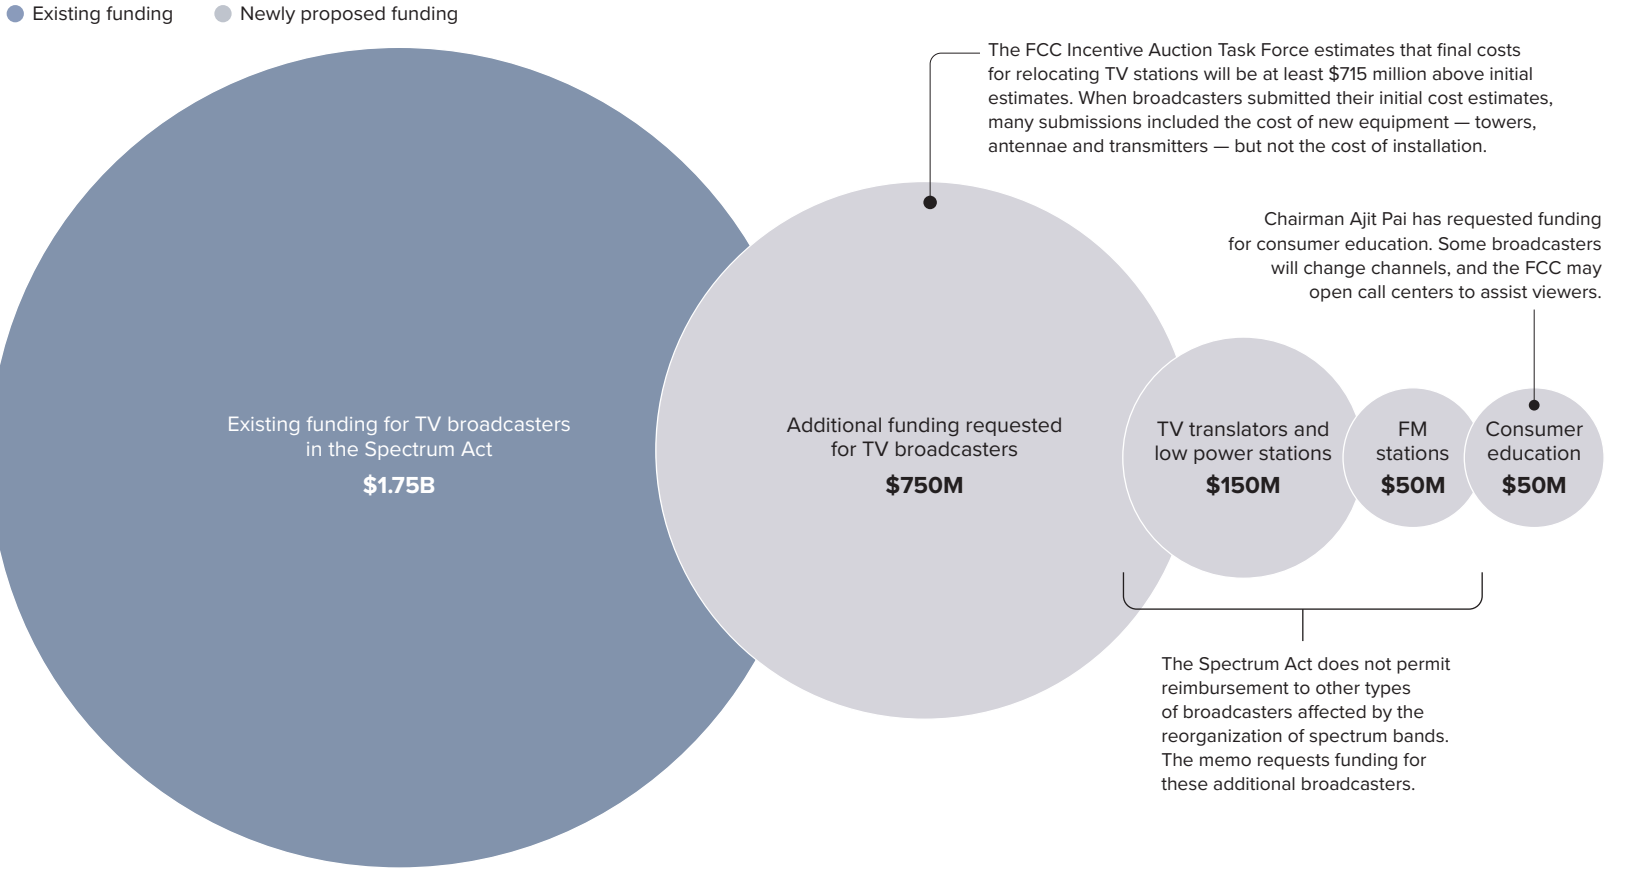 Existing funding
Newly proposed funding
The FCC Incentive Auction Task Force estimates that final costs
for relocating TV stations will be at least $715 million above initial
estimates. When broadcasters submitted their initial cost estimates,
many submissions included the cost of new equipment — towers,
antennae and transmitters — but not the cost of installation.
Chairman Ajit Pai has requested funding
for consumer education. Some broadcasters
will change channels, and the FCC may
open call centers to assist viewers.
Existing funding for TV broadcasters
in the Spectrum Act
$1.75B
Additional funding requested
for TV broadcasters
$750M
TV translators and
low power stations
$150M
FM
stations
$50M
Consumer
education
$50M
The Spectrum Act does not permit
reimbursement to other types
of broadcasters affected by the
reorganization of spectrum bands.
The memo requests funding for
these additional broadcasters.